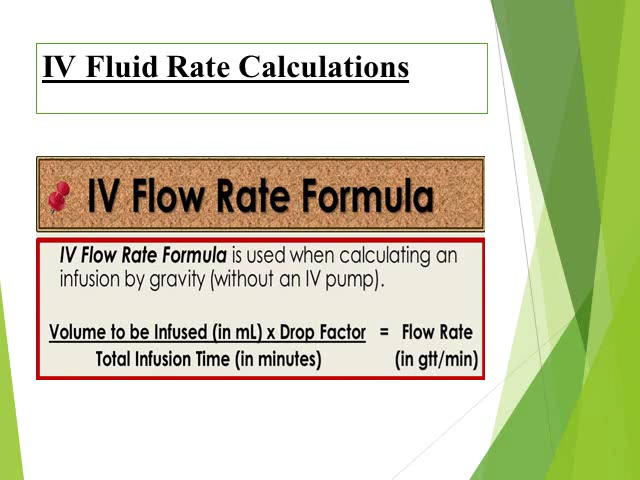 IV Fluid Rate Calculations
IV Flow Rate Formula
IV Flow Rate Formula is used when calculating an
infusion by gravity (without an IV pump).
Volume to be Infused (in mL) x Drop Factor = Flow Rate
Total Infusion Time (in minutes) (in gtt/min)